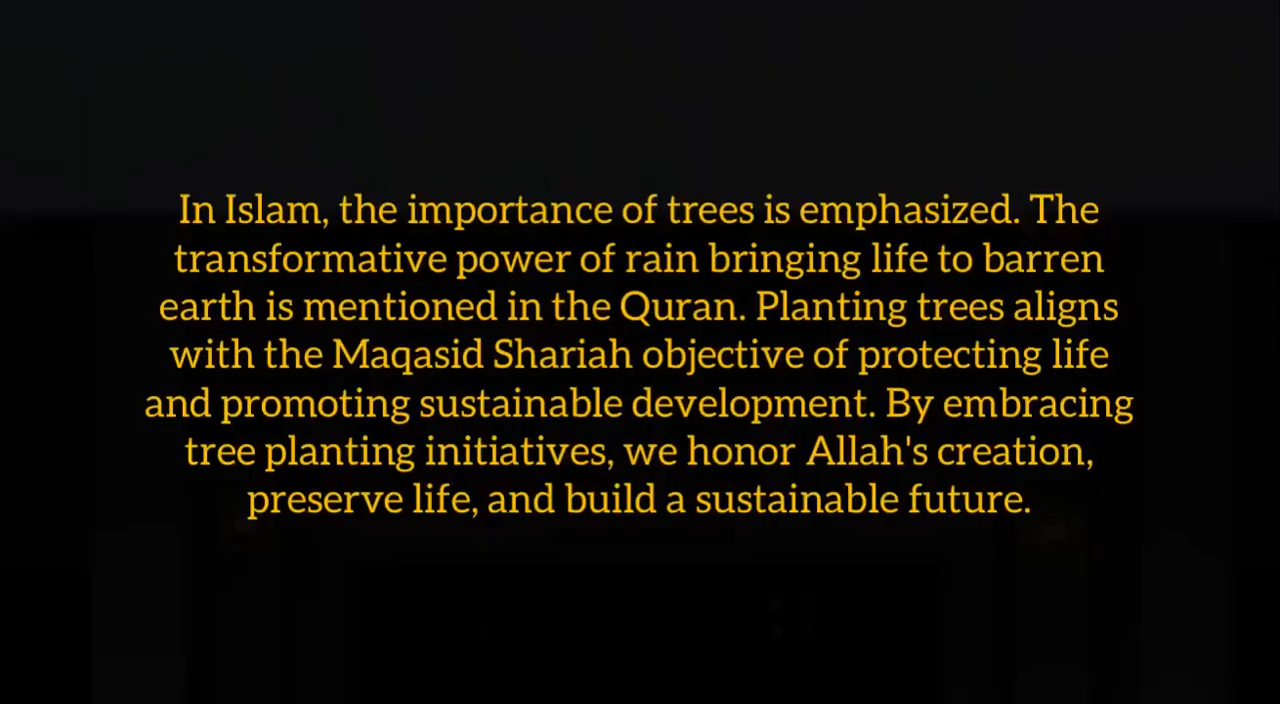 In Islam, the importance of trees is emphasized. The
transformative power of rain bringing life to barren
earth is mentioned in the Quran. Planting trees aligns
with the Maqasid Shariah objective of protecting life
and promoting sustainable development. By embracing
tree planting initiatives, we honor Allah's creation,
preserve life, and build a sustainable future.